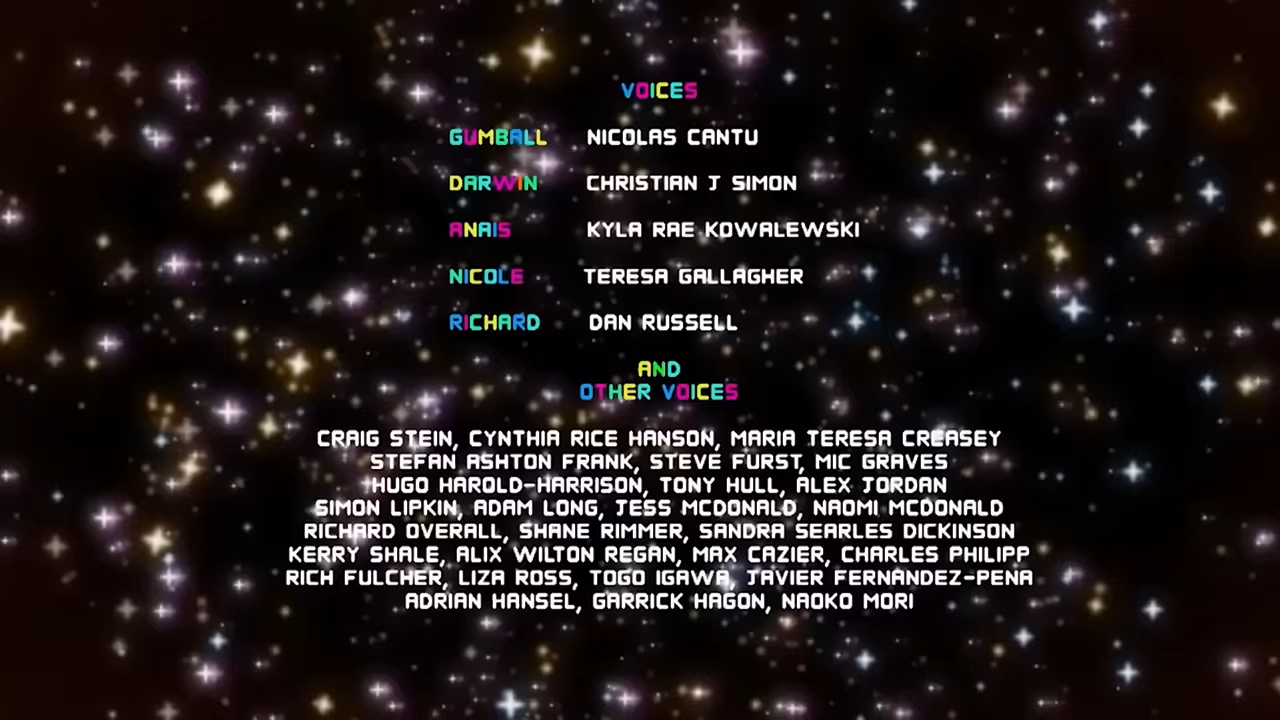 VOICES
GUMBALL NICOLAS CANTU
DARWIN CHRISTIAN J SIMON
ANAIS KYLA RAE KOWALEWSKI
NICOLE TERESA GALLAGHER
RICHARD DAN RUSSELL
AND
OTHER VOICES
CRAIG STEIN, CYNTHIA RICE HANSON, MARIA TERESA CREASEY
STEFAN ASHTON FRANK, STEVE FURST, MIC GRAVES
HUGO HAROLD-HARRISON, TONY HULL, ALEX JORDAN
SIMON LIPKIN, ADAM LONG, JESS MCDONALD, NAOMI MCDONALD
RICHARD OVERALL, SHANE RIMMER, SANDRA SEARLES DICKINSON
KERRY SHALE, ALIX WILTON REGAN, MAX CAZIER, CHARLES PHILIPP
RICH FULCHER, LIZA ROSS, TOGO IGAWA, JAVIER FERNANDEZ-PENA
ADRIAN HANSEL, GARRICK HAGON, NAOKO MORI